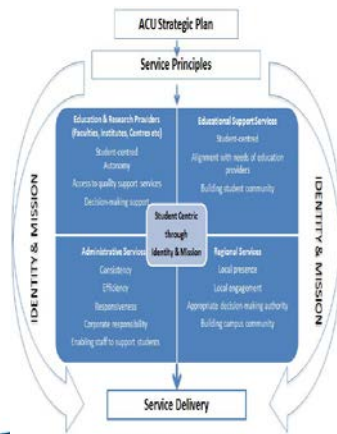 ACU Strategic Plan
Service Principles
Education & Research Providers
(Faculties, Institutes, Centres etc)
Student-centred
Autonomy
Access to quality support services
Decision-making support
Educational Support Services
Student-centred
Alignment with needs of education
providers
Building student community
Student Centric
through
Identity & Mission
Administrative Services
Consistency
Efficiency
Responsiveness
Corporate responsibility
Enabling staff to support students
Regional Services
Local presence
Local engagement
Appropriate decision-making authority
Building campus community
IDENTITY & MISSION
IDENTITY & MISSION
Service Delivery